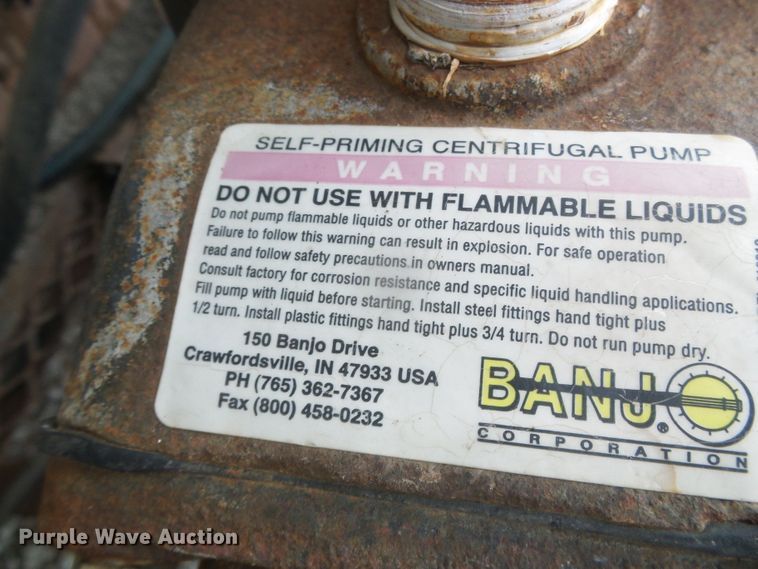 SELF-PRIMING CENTRIFUGAL PUMP
WARNING
DO NOT USE WITH FLAMMABLE LIQUIDS
Do not pump flammable liquids or other hazardous liquids with this pump.
Failure to follow this warning can result in explosion. For safe operation
read and follow safety precautions in owners manual.
Consult factory for corrosion resistance and specific liquid handling applications.
Fill pump with liquid before starting. Install steel fittings hand tight plus
1/2 turn. Install plastic fittings hand tight plus 3/4 turn. Do not run pump dry.
150 Banjo Drive
Crawfordsville, IN 47933 USA
PH (765) 362-7367
Fax (800) 458-0232
BANJO®
CORPORATION
Purple Wave Auction